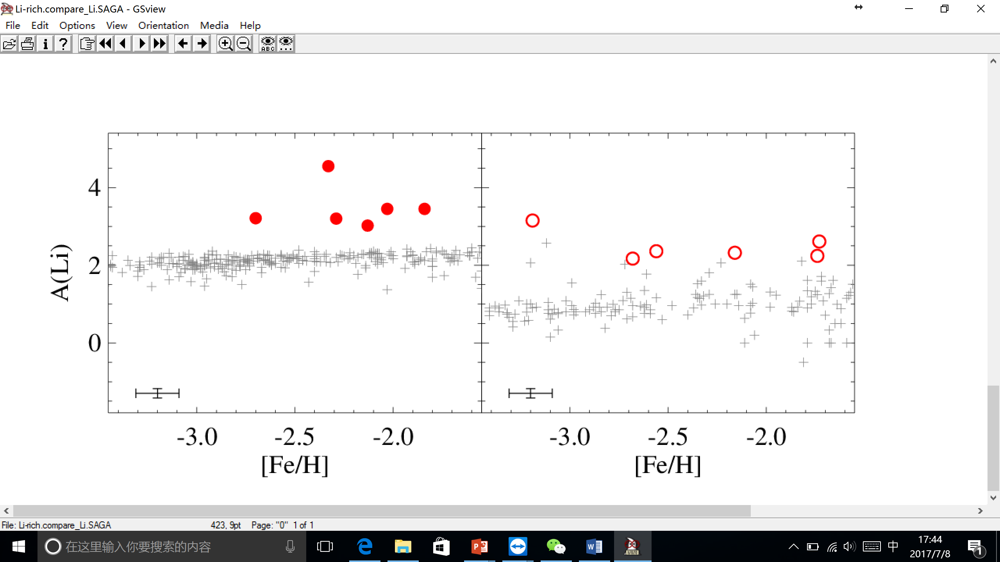 Li-rich.compare_Li.SAGA - GSview
File Edit Options View Orientation Media Help
ABC
4
2
0
A(Li)
-3.0 -2.5 -2.0 -3.0 -2.5 -2.0
[Fe/H] [Fe/H]
File: Li-rich.compare_Li.SAGA 423, 9pt Page: "0" 1 of 1
在这里输入你要搜索的内容
中
17:44
2017/7/8
1